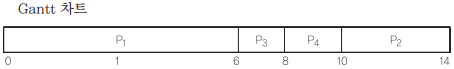 Gantt 차트
P₁ P₃ P₄ P₂
0 1 6 8 10 14